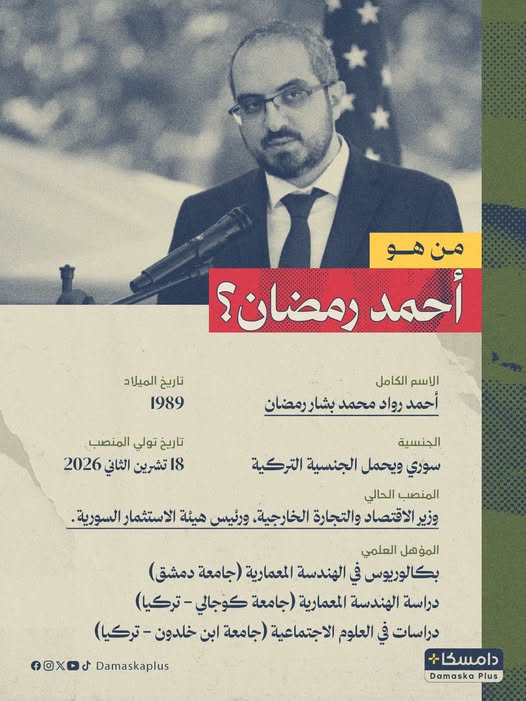 من هو
أحمد رمضان؟
الاسم الكامل
أحمد رواد محمد بشار رمضان
تاريخ الميلاد
1989
الجنسية
سوري ويحمل الجنسية التركية
تاريخ تولي المنصب
18 تشرين الثاني 2026
المنصب الحالي
وزير الاقتصاد والتجارة الخارجية، ورئيس هيئة الاستثمار السورية.
المؤهل العلمي
بكالوريوس في الهندسة المعمارية (جامعة دمشق)
دراسة الهندسة المعمارية (جامعة كوجالي - تركيا)
دراسات في العلوم الاجتماعية (جامعة ابن خلدون - تركيا)
Damaskaplus
دامسكا+
Damaska Plus